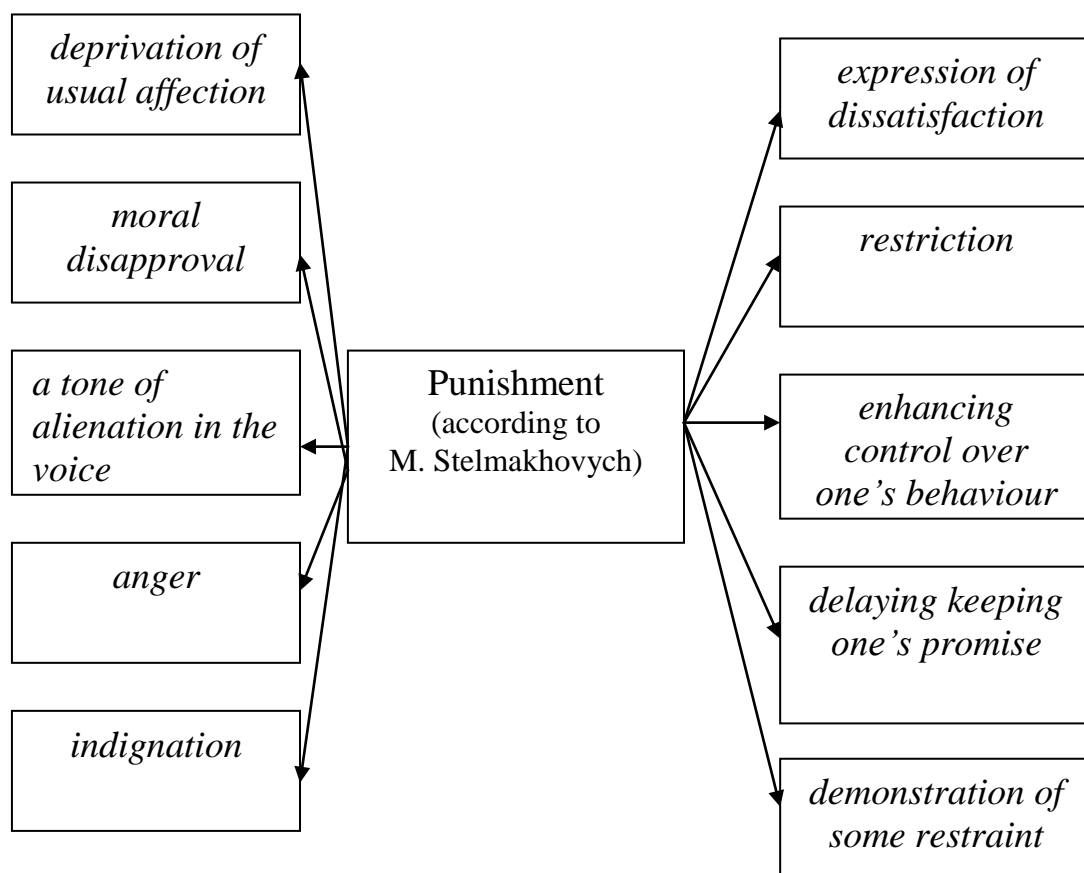 deprivation of
usual affection
moral
disapproval
a tone of
alienation in the
voice
anger
indignation
Punishment
(according to
M. Stelmakhovych)
expression of
dissatisfaction
restriction
enhancing
control over
one’s behaviour
delaying keeping
one’s promise
demonstration of
some restraint